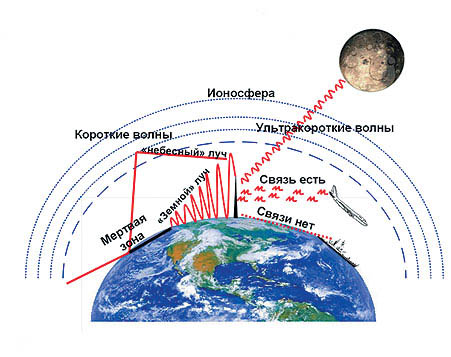 Ионосфера
Короткие волны
Ультракороткие волны
«небесный» луч
«Земной» луч
Связь есть
Связи нет
Мертвая
зона